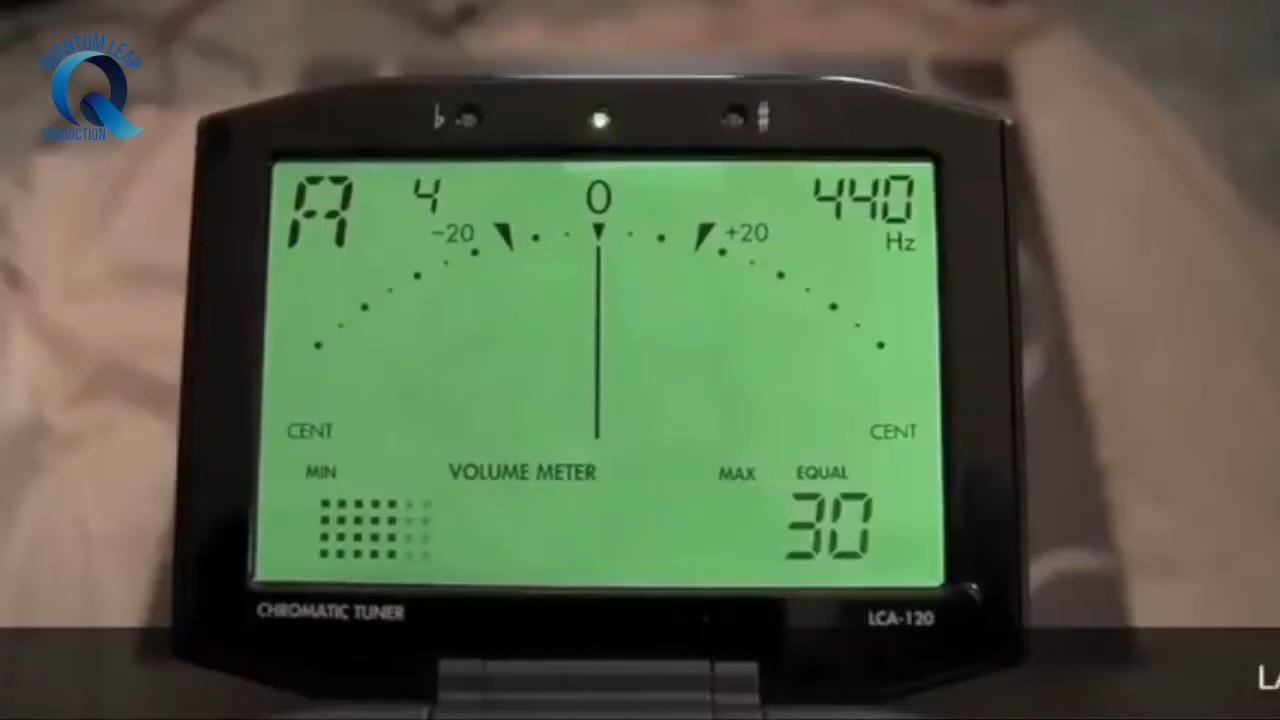 QUANTUM LEAP
PRODUCTION
♭ ♯
A 4 0 440
−20 +20 Hz
CENT CENT
MIN VOLUME METER MAX EQUAL
30
CHROMATIC TUNER LCA-120
LA